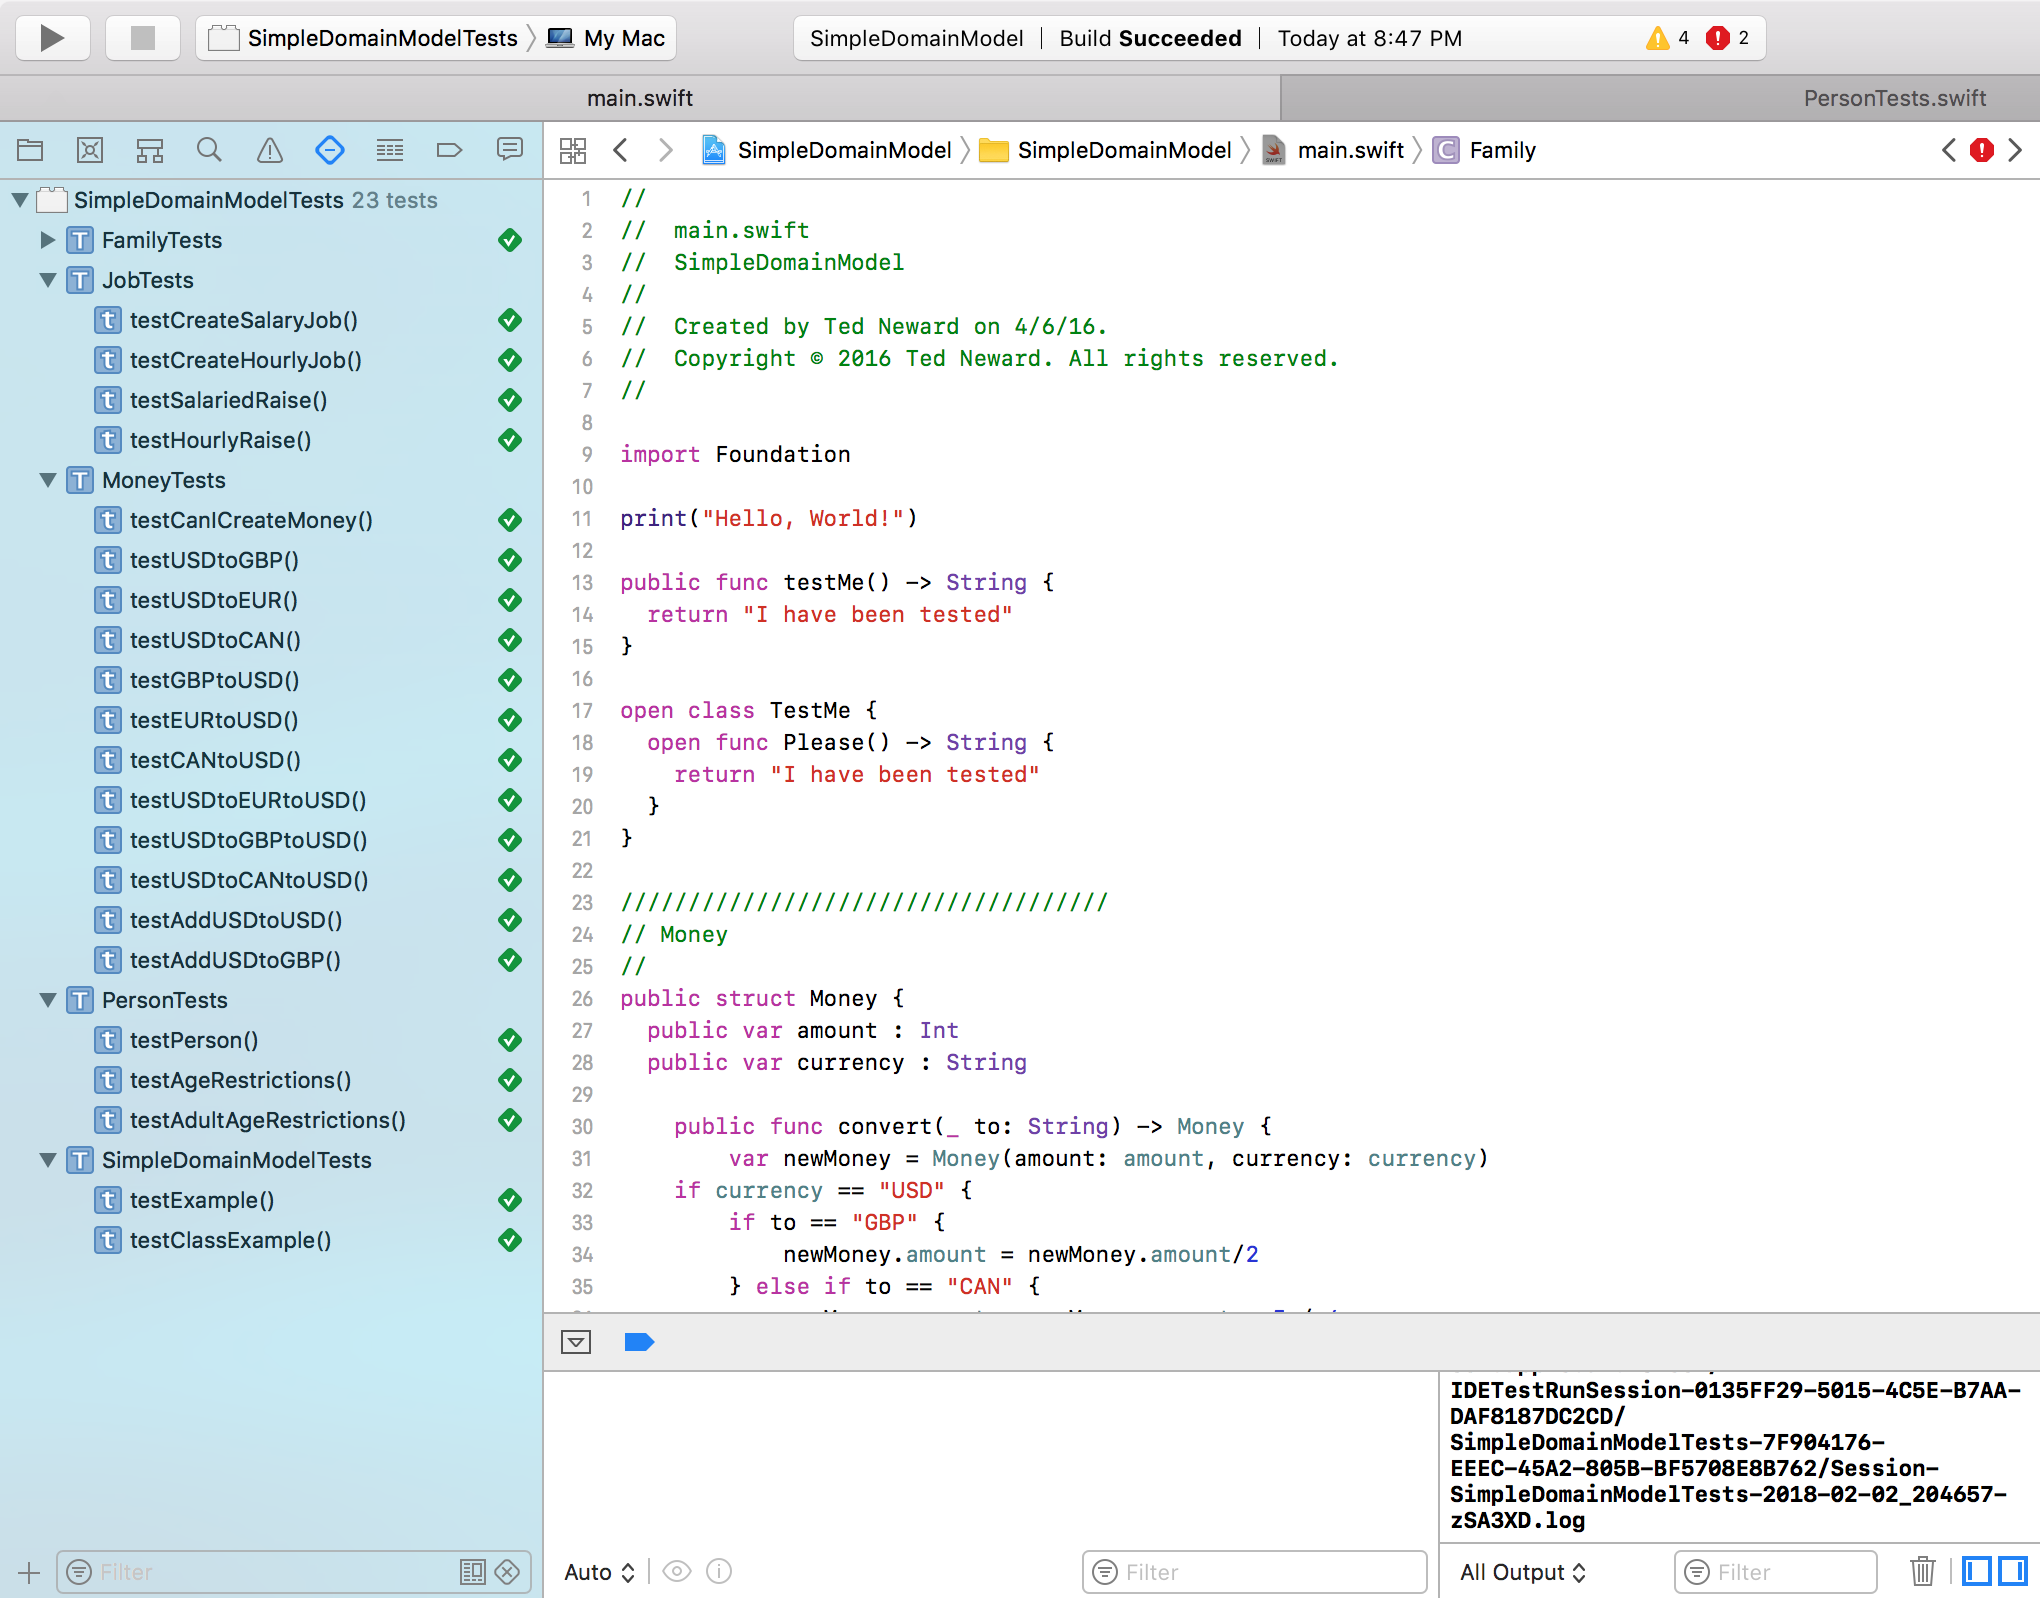 SimpleDomainModelTests My Mac
SimpleDomainModel | Build Succeeded | Today at 8:47 PM 4 2
main.swift
PersonTests.swift
SimpleDomainModel SimpleDomainModel main.swift C Family
SimpleDomainModelTests 23 tests
T FamilyTests
T JobTests
t testCreateSalaryJob()
t testCreateHourlyJob()
t testSalariedRaise()
t testHourlyRaise()
T MoneyTests
t testCanICreateMoney()
t testUSDtoGBP()
t testUSDtoEUR()
t testUSDtoCAN()
t testGBPtoUSD()
t testEURtoUSD()
t testCANtoUSD()
t testUSDtoEURtoUSD()
t testUSDtoGBPtoUSD()
t testUSDtoCANtoUSD()
t testAddUSDtoUSD()
t testAddUSDtoGBP()
T PersonTests
t testPerson()
t testAgeRestrictions()
t testAdultAgeRestrictions()
T SimpleDomainModelTests
t testExample()
t testClassExample()
Filter
1 //
2 //  main.swift
3 //  SimpleDomainModel
4 //
5 //  Created by Ted Neward on 4/6/16.
6 //  Copyright © 2016 Ted Neward. All rights reserved.
7 //
8
9 import Foundation
10
11 print("Hello, World!")
12
13 public func testMe() -> String {
14   return "I have been tested"
15 }
16
17 open class TestMe {
18   open func Please() -> String {
19     return "I have been tested"
20   }
21 }
22
23 ////////////////////////////////////
24 // Money
25 //
26 public struct Money {
27   public var amount : Int
28   public var currency : String
29
30     public func convert(_ to: String) -> Money {
31         var newMoney = Money(amount: amount, currency: currency)
32     if currency == "USD" {
33         if to == "GBP" {
34             newMoney.amount = newMoney.amount/2
35         } else if to == "CAN" {
IDETestRunSession-0135FF29-5015-4C5E-B7AA-
DAF8187DC2CD/
SimpleDomainModelTests-7F904176-
EEEC-45A2-805B-BF5708E8B762/Session-
SimpleDomainModelTests-2018-02-02_204657-
zSA3XD.log
Auto Filter
All Output Filter